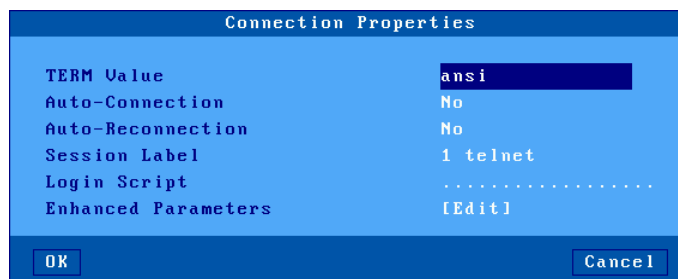 Connection Properties
TERM Value ansi
Auto-Connection No
Auto-Reconnection No
Session Label 1 telnet
Login Script ..................
Enhanced Parameters [Edit]
OK Cancel